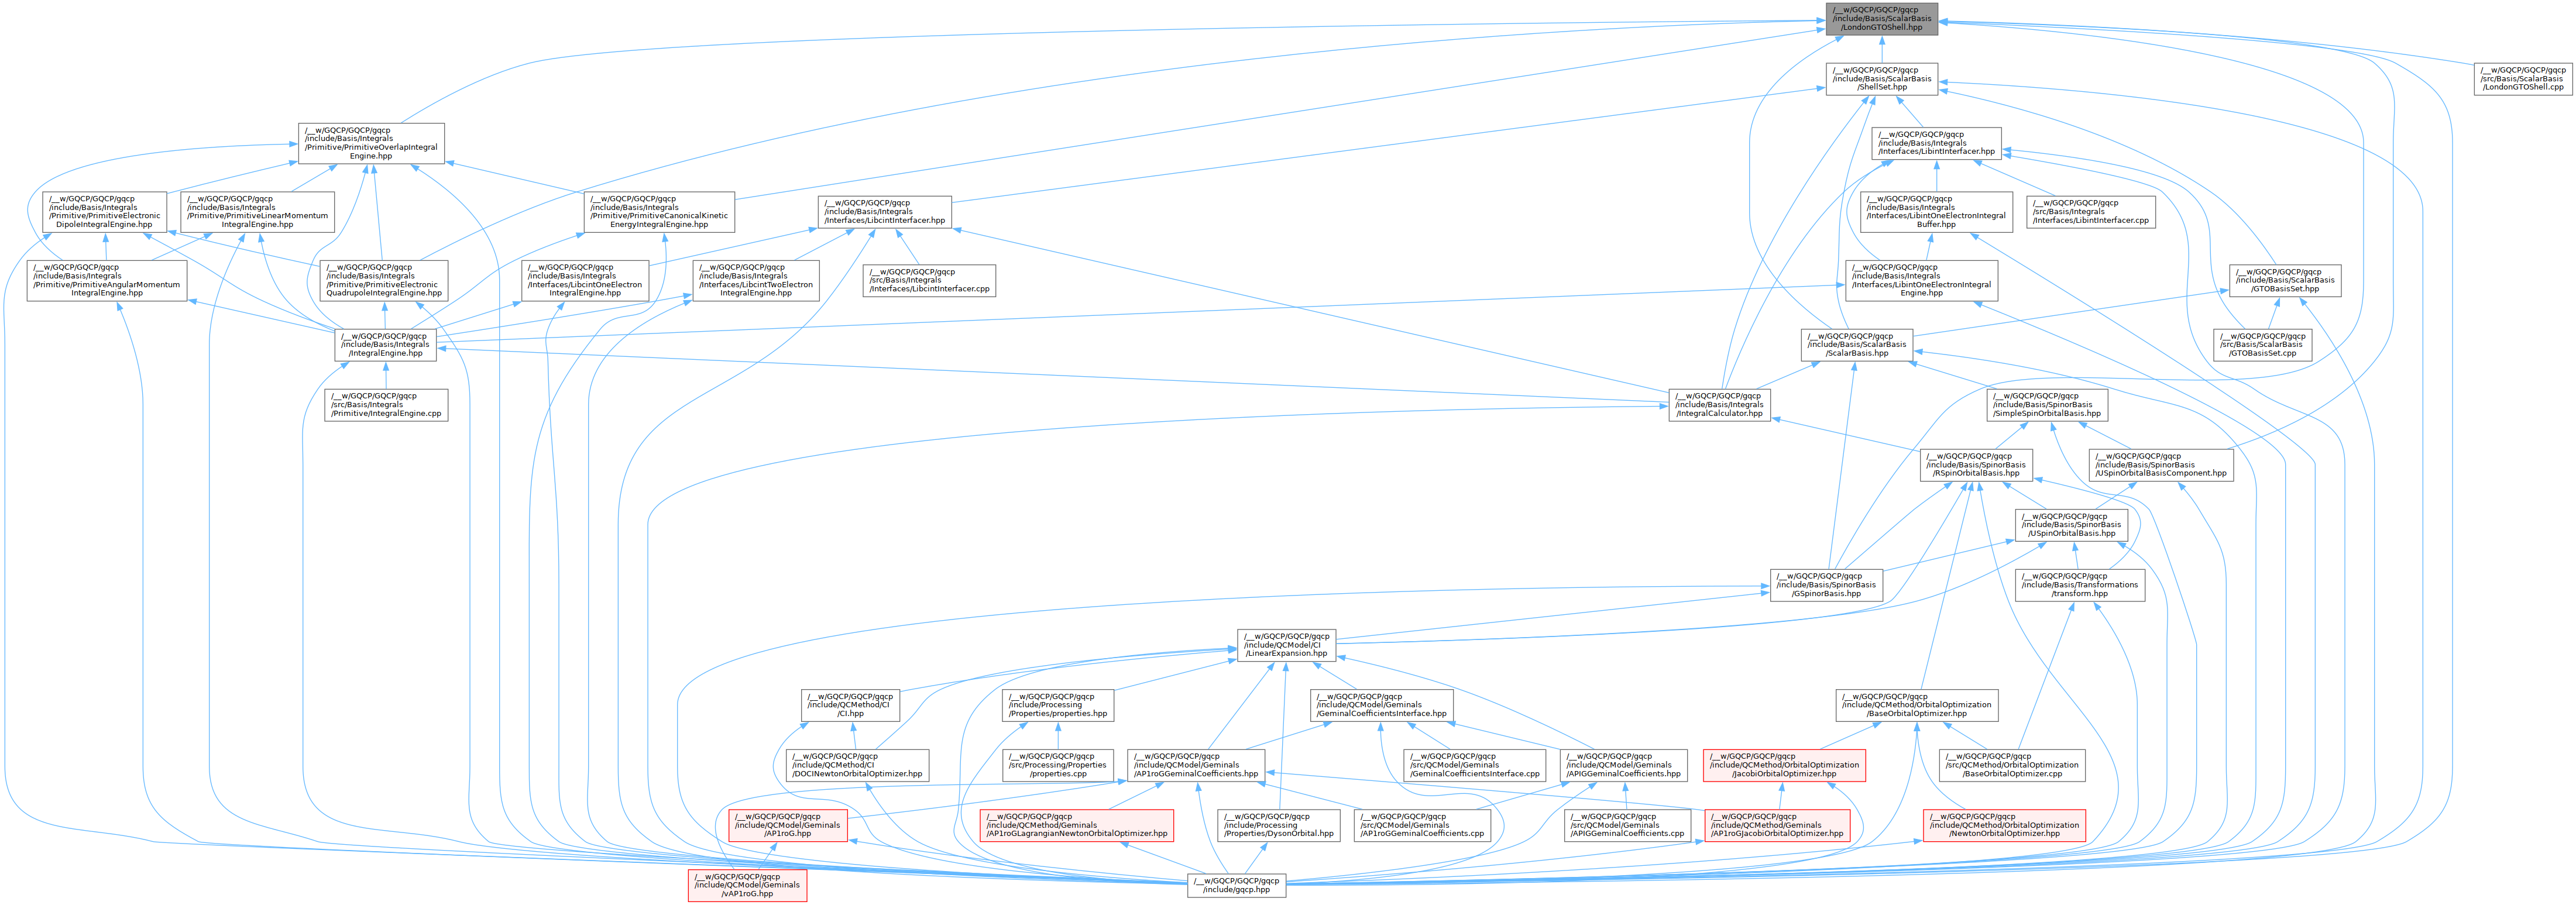 /__w/GQCP/GQCP/gqcp
/include/Basis/ScalarBasis
/LondonGTOShell.hpp
/__w/GQCP/GQCP/gqcp
/include/Basis/ScalarBasis
/ShellSet.hpp
/__w/GQCP/GQCP/gqcp
/src/Basis/ScalarBasis
/LondonGTOShell.cpp
/__w/GQCP/GQCP/gqcp
/include/Basis/Integrals
/Primitive/PrimitiveOverlapIntegral
Engine.hpp
/__w/GQCP/GQCP/gqcp
/include/Basis/Integrals
/Interfaces/LibintInterfacer.hpp
/__w/GQCP/GQCP/gqcp
/include/Basis/Integrals
/Primitive/PrimitiveElectronic
DipoleIntegralEngine.hpp
/__w/GQCP/GQCP/gqcp
/include/Basis/Integrals
/Primitive/PrimitiveLinearMomentum
IntegralEngine.hpp
/__w/GQCP/GQCP/gqcp
/include/Basis/Integrals
/Primitive/PrimitiveCanonicalKinetic
EnergyIntegralEngine.hpp
/__w/GQCP/GQCP/gqcp
/include/Basis/Integrals
/Interfaces/LibcintInterfacer.hpp
/__w/GQCP/GQCP/gqcp
/include/Basis/Integrals
/Interfaces/LibintOneElectronIntegral
Buffer.hpp
/__w/GQCP/GQCP/gqcp
/src/Basis/Integrals
/Interfaces/LibintInterfacer.cpp
/__w/GQCP/GQCP/gqcp
/include/Basis/Integrals
/Primitive/PrimitiveAngularMomentum
IntegralEngine.hpp
/__w/GQCP/GQCP/gqcp
/include/Basis/Integrals
/Primitive/PrimitiveElectronic
QuadrupoleIntegralEngine.hpp
/__w/GQCP/GQCP/gqcp
/include/Basis/Integrals
/Interfaces/LibcintOneElectron
IntegralEngine.hpp
/__w/GQCP/GQCP/gqcp
/include/Basis/Integrals
/Interfaces/LibcintTwoElectron
IntegralEngine.hpp
/__w/GQCP/GQCP/gqcp
/src/Basis/Integrals
/Interfaces/LibcintInterfacer.cpp
/__w/GQCP/GQCP/gqcp
/include/Basis/Integrals
/Interfaces/LibintOneElectronIntegral
Engine.hpp
/__w/GQCP/GQCP/gqcp
/include/Basis/ScalarBasis
/GTOBasisSet.hpp
/__w/GQCP/GQCP/gqcp
/include/Basis/Integrals
/IntegralEngine.hpp
/__w/GQCP/GQCP/gqcp
/include/Basis/ScalarBasis
/ScalarBasis.hpp
/__w/GQCP/GQCP/gqcp
/src/Basis/ScalarBasis
/GTOBasisSet.cpp
/__w/GQCP/GQCP/gqcp
/src/Basis/Integrals
/Primitive/IntegralEngine.cpp
/__w/GQCP/GQCP/gqcp
/include/Basis/Integrals
/IntegralCalculator.hpp
/__w/GQCP/GQCP/gqcp
/include/Basis/SpinorBasis
/SimpleSpinOrbitalBasis.hpp
/__w/GQCP/GQCP/gqcp
/include/Basis/SpinorBasis
/RSpinOrbitalBasis.hpp
/__w/GQCP/GQCP/gqcp
/include/Basis/SpinorBasis
/USpinOrbitalBasisComponent.hpp
/__w/GQCP/GQCP/gqcp
/include/Basis/SpinorBasis
/USpinOrbitalBasis.hpp
/__w/GQCP/GQCP/gqcp
/include/Basis/SpinorBasis
/GSpinorBasis.hpp
/__w/GQCP/GQCP/gqcp
/include/Basis/Transformations
/transform.hpp
/__w/GQCP/GQCP/gqcp
/include/QCModel/CI
/LinearExpansion.hpp
/__w/GQCP/GQCP/gqcp
/include/QCMethod/CI
/CI.hpp
/__w/GQCP/GQCP/gqcp
/include/Processing
/Properties/properties.hpp
/__w/GQCP/GQCP/gqcp
/include/QCModel/Geminals
/GeminalCoefficientsInterface.hpp
/__w/GQCP/GQCP/gqcp
/include/QCMethod/OrbitalOptimization
/BaseOrbitalOptimizer.hpp
/__w/GQCP/GQCP/gqcp
/include/QCMethod/CI
/DOCINewtonOrbitalOptimizer.hpp
/__w/GQCP/GQCP/gqcp
/src/Processing/Properties
/properties.cpp
/__w/GQCP/GQCP/gqcp
/include/QCModel/Geminals
/AP1roGGeminalCoefficients.hpp
/__w/GQCP/GQCP/gqcp
/src/QCModel/Geminals
/GeminalCoefficientsInterface.cpp
/__w/GQCP/GQCP/gqcp
/include/QCModel/Geminals
/APIGGeminalCoefficients.hpp
/__w/GQCP/GQCP/gqcp
/include/QCMethod/OrbitalOptimization
/JacobiOrbitalOptimizer.hpp
/__w/GQCP/GQCP/gqcp
/src/QCMethod/OrbitalOptimization
/BaseOrbitalOptimizer.cpp
/__w/GQCP/GQCP/gqcp
/include/QCModel/Geminals
/AP1roG.hpp
/__w/GQCP/GQCP/gqcp
/include/QCMethod/Geminals
/AP1roGLagrangianNewtonOrbitalOptimizer.hpp
/__w/GQCP/GQCP/gqcp
/include/Processing
/Properties/DysonOrbital.hpp
/__w/GQCP/GQCP/gqcp
/src/QCModel/Geminals
/AP1roGGeminalCoefficients.cpp
/__w/GQCP/GQCP/gqcp
/src/QCModel/Geminals
/APIGGeminalCoefficients.cpp
/__w/GQCP/GQCP/gqcp
/include/QCMethod/Geminals
/AP1roGJacobiOrbitalOptimizer.hpp
/__w/GQCP/GQCP/gqcp
/include/QCMethod/OrbitalOptimization
/NewtonOrbitalOptimizer.hpp
/__w/GQCP/GQCP/gqcp
/include/QCModel/Geminals
/vAP1roG.hpp
/__w/GQCP/GQCP/gqcp
/include/gqcp.hpp